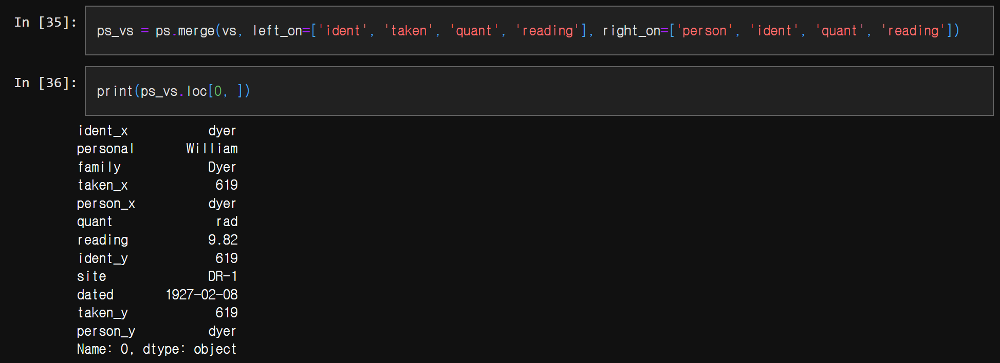 In [35]: ps_vs = ps.merge(vs, left_on=['ident', 'taken', 'quant', 'reading'], right_on=['person', 'ident', 'quant', 'reading'])
In [36]: print(ps_vs.loc[0, ])
ident_x dyer
personal William
family Dyer
taken_x 619
person_x dyer
quant rad
reading 9.82
ident_y 619
site DR-1
dated 1927-02-08
taken_y 619
person_y dyer
Name: 0, dtype: object